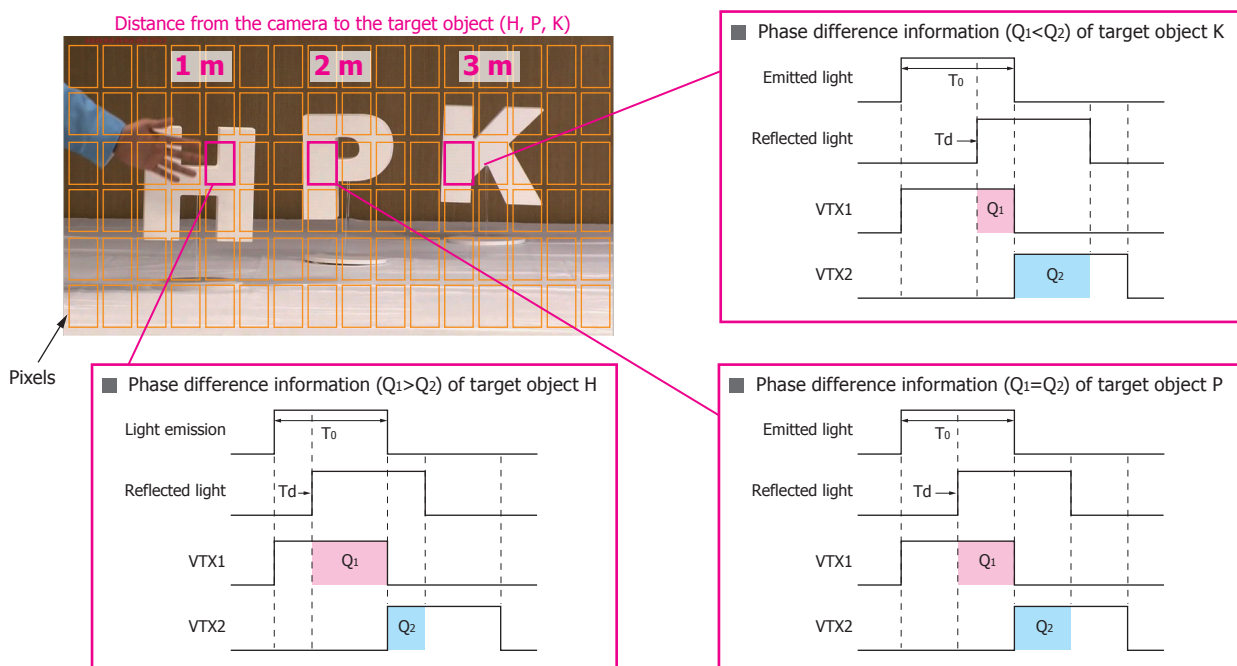 Distance from the camera to the target object (H, P, K)
1 m
2 m
3 m
H
P
K
Pixels
■ Phase difference information (Q1<Q2) of target object K
Emitted light
T0
Reflected light
Td
VTX1
Q1
VTX2
Q2
■ Phase difference information (Q1>Q2) of target object H
Light emission
T0
Reflected light
Td
VTX1
Q1
VTX2
Q2
■ Phase difference information (Q1=Q2) of target object P
Emitted light
T0
Reflected light
Td
VTX1
Q1
VTX2
Q2